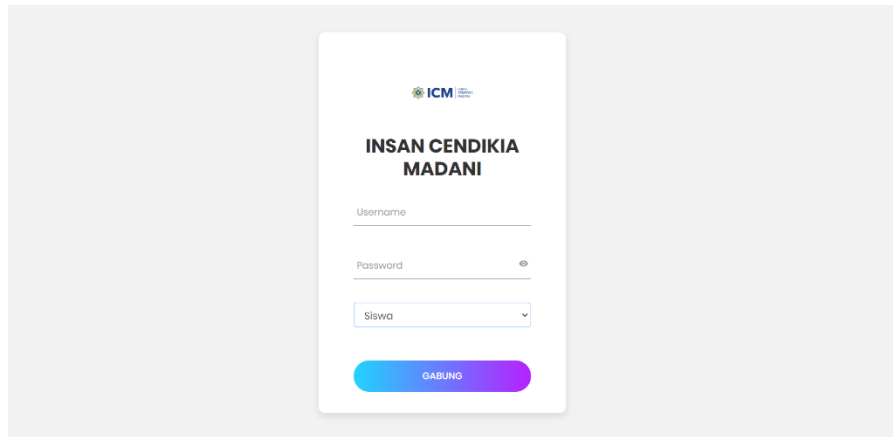 ICM
INSAN CENDIKIA
MADANI
Username
Password
Siswa
GABUNG